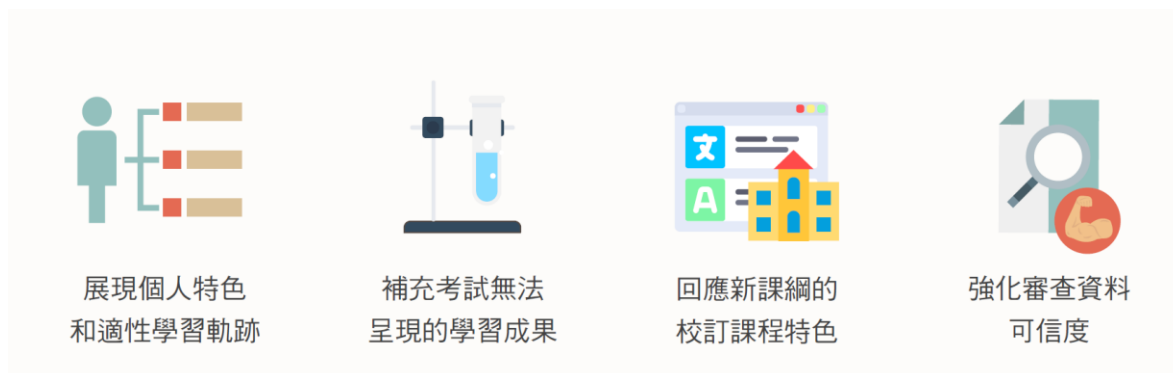 文
A
展現個人特色
和適性學習軌跡
補充考試無法
呈現的學習成果
回應新課綱的
校訂課程特色
強化審查資料
可信度